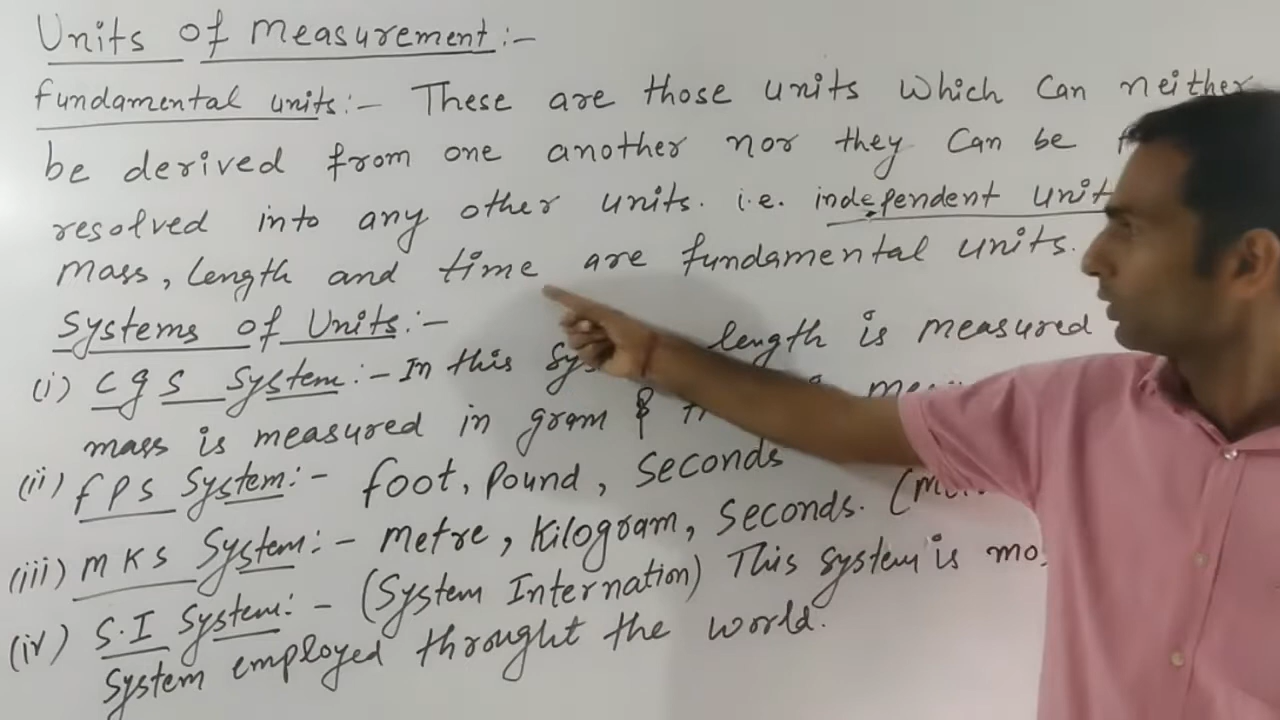 Units of Measurement:-
fundamental units:- These are those units which can neither
be derived from one another nor they can be
resolved into any other units. i.e. independent unit
Mass, length and time are fundamental units.
Systems of Units:-
(i) C g S System:- In this length is measured
mass is measured in gram &
(ii) f P S System:- foot, Pound, Seconds
(iii) M K S System:- Metre, Kilogram, Seconds.
(iv) S.I System:- (System Internation) This system is
System employed throught the world.